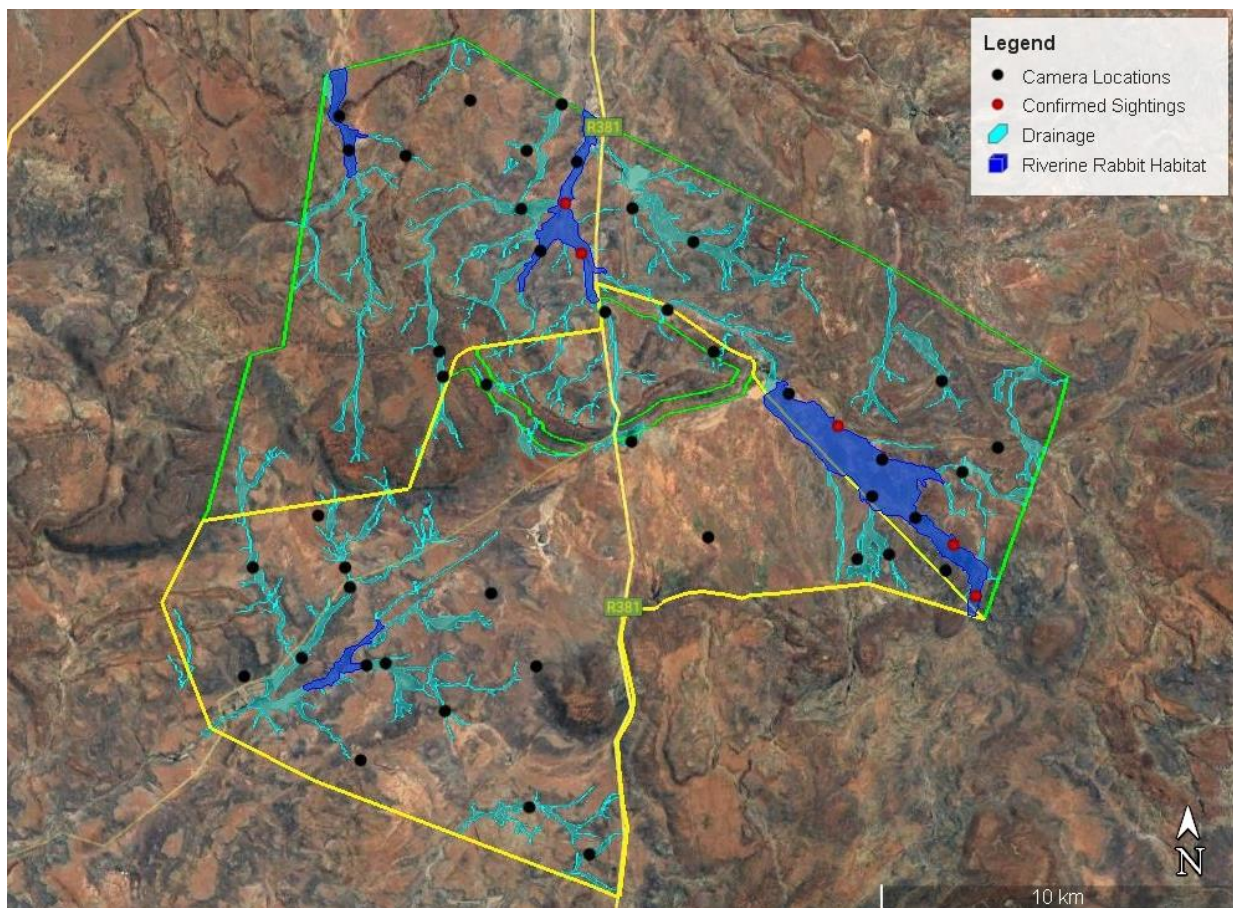 Legend
Camera Locations
Confirmed Sightings
Drainage
Riverine Rabbit Habitat
R381
R381
10 km
N